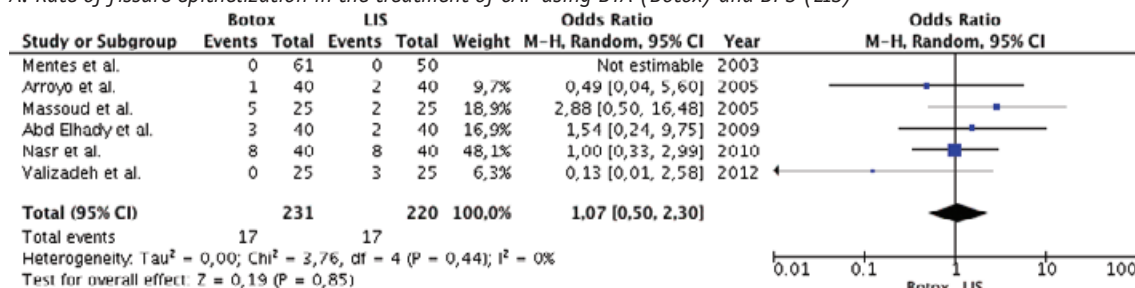 A. Rate of fissure epithelization in the treatment of CAF using BTA (Botox) and BPS (LIS)
Botox LIS Odds Ratio Odds Ratio
Study or Subgroup Events Total Events Total Weight M-H, Random, 95% CI Year M-H, Random, 95% CI
Mentes et al. 0 61 0 50 Not estimable 2003
Arroyo et al. 1 40 2 40 9,7% 0,49 [0,04, 5,60] 2005
Massoud et al. 5 25 2 25 18,9% 2,88 [0,50, 16,48] 2005
Abd Elhady et al. 3 40 2 40 16,9% 1,54 [0,24, 9,75] 2009
Nasr et al. 8 40 8 40 48,1% 1,00 [0,33, 2,99] 2010
Valizadeh et al. 0 25 3 25 6,3% 0,13 [0,01, 2,58] 2012
Total (95% CI) 231 220 100,0% 1,07 [0,50, 2,30]
Total events 17 17
Heterogeneity: Tau² = 0,00; Chi² = 3,76, df = 4 (P = 0,44); I² = 0%
Test for overall effect: Z = 0,19 (P = 0,85)
0.01 0.1 1 10 100
Botox LIS